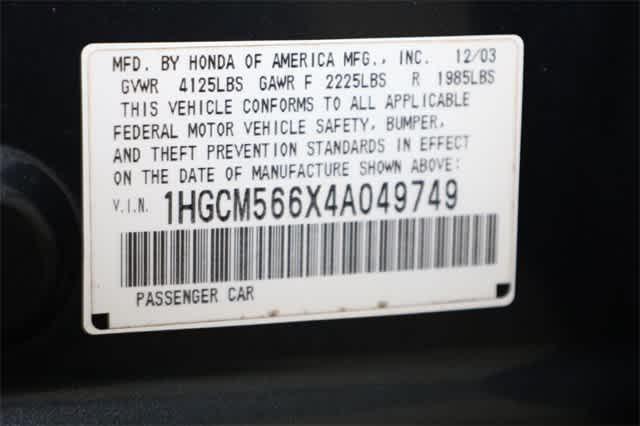 MFD. BY HONDA OF AMERICA MFG., INC. 12/03
GVWR 4125LBS GAWR F 2225LBS R 1985LBS
THIS VEHICLE CONFORMS TO ALL APPLICABLE
FEDERAL MOTOR VEHICLE SAFETY, BUMPER,
AND THEFT PREVENTION STANDARDS IN EFFECT
ON THE DATE OF MANUFACTURE SHOWN ABOVE:
V.I.N. 1HGCM566X4A049749
PASSENGER CAR